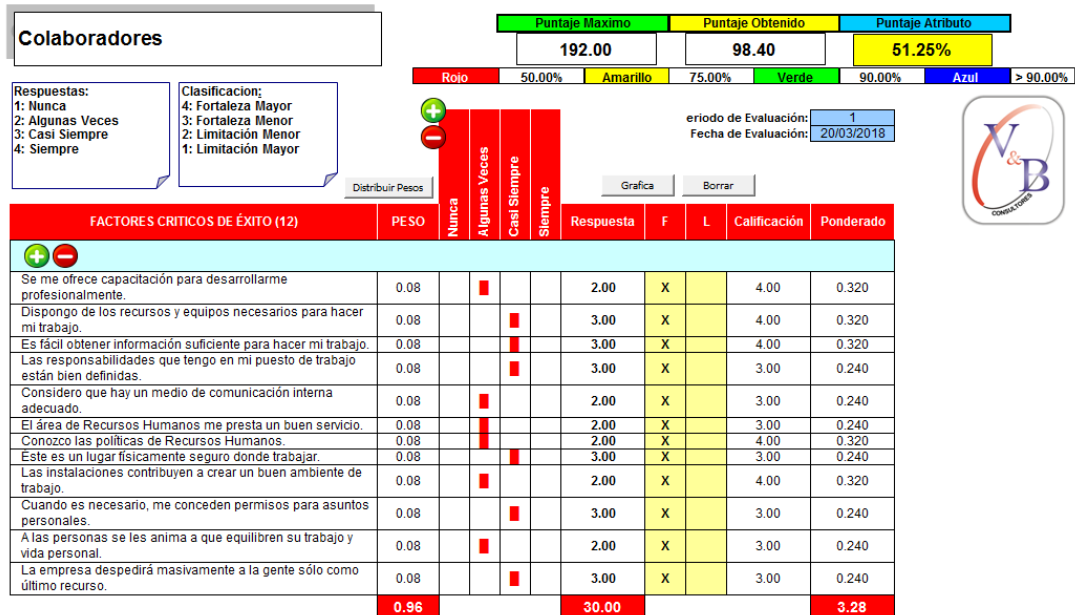 Colaboradores
Puntaje Maximo Puntaje Obtenido Puntaje Atributo
192.00 98.40 51.25%
Rojo 50.00% Amarillo 75.00% Verde 90.00% Azul > 90.00%
Respuestas:
1: Nunca
2: Algunas Veces
3: Casi Siempre
4: Siempre
Clasificacion:
4: Fortaleza Mayor
3: Fortaleza Menor
2: Limitación Menor
1: Limitación Mayor
eriodo de Evaluación: 1
Fecha de Evaluación: 20/03/2018
V&B
CONSULTORES
Distribuir Pesos
Grafica Borrar
FACTORES CRITICOS DE ÉXITO (12) PESO Nunca Algunas Veces Casi Siempre Siempre Respuesta F L Calificación Ponderado
Se me ofrece capacitación para desarrollarme
profesionalmente. 0.08 2.00 X 4.00 0.320
Dispongo de los recursos y equipos necesarios para hacer
mi trabajo. 0.08 3.00 X 4.00 0.320
Es fácil obtener información suficiente para hacer mi trabajo. 0.08 3.00 X 4.00 0.320
Las responsabilidades que tengo en mi puesto de trabajo
están bien definidas. 0.08 3.00 X 3.00 0.240
Considero que hay un medio de comunicación interna
adecuado. 0.08 2.00 X 3.00 0.240
El área de Recursos Humanos me presta un buen servicio. 0.08 2.00 X 3.00 0.240
Conozco las políticas de Recursos Humanos. 0.08 2.00 X 4.00 0.320
Éste es un lugar físicamente seguro donde trabajar. 0.08 3.00 X 3.00 0.240
Las instalaciones contribuyen a crear un buen ambiente de
trabajo. 0.08 2.00 X 4.00 0.320
Cuando es necesario, me conceden permisos para asuntos
personales. 0.08 3.00 X 3.00 0.240
A las personas se les anima a que equilibren su trabajo y
vida personal. 0.08 2.00 X 3.00 0.240
La empresa despedirá masivamente a la gente sólo como
último recurso. 0.08 3.00 X 3.00 0.240
0.96 30.00 3.28